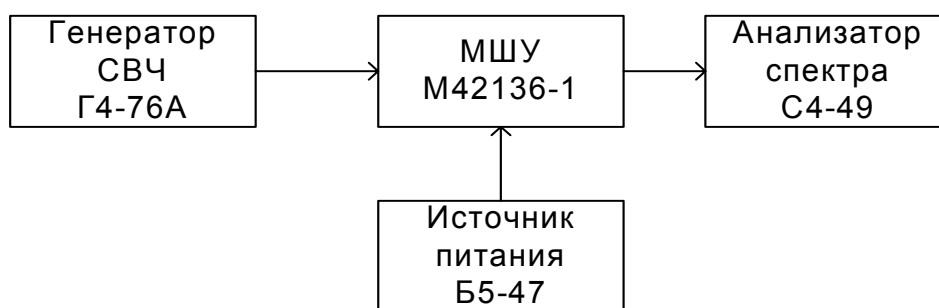 Генератор
СВЧ
Г4-76А
МШУ
М42136-1
Анализатор
спектра
С4-49
Источник
питания
Б5-47